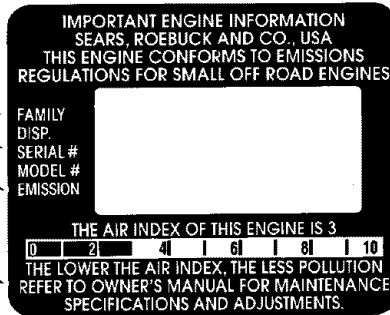 IMPORTANT ENGINE INFORMATION
SEARS, ROEBUCK AND CO., USA
THIS ENGINE CONFORMS TO EMISSIONS
REGULATIONS FOR SMALL OFF ROAD ENGINES
FAMILY
DISP.
SERIAL #
MODEL #
EMISSION
THE AIR INDEX OF THIS ENGINE IS 3
0 2 4 6 8 10
THE LOWER THE AIR INDEX, THE LESS POLLUTION
REFER TO OWNER'S MANUAL FOR MAINTENANCE
SPECIFICATIONS AND ADJUSTMENTS.